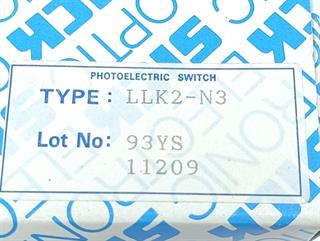 PHOTOELECTRIC SWITCH
TYPE: LLK2-N3
Lot No: 93YS
11209